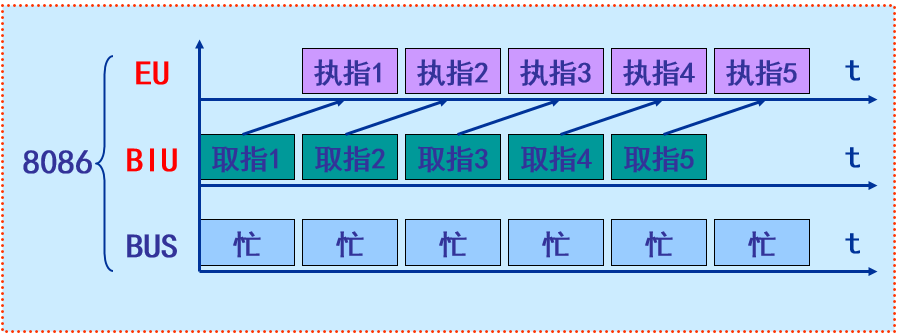 EU 执指1 执指2 执指3 执指4 执指5 t
8086 BIU 取指1 取指2 取指3 取指4 取指5 t
BUS 忙 忙 忙 忙 忙 忙 t